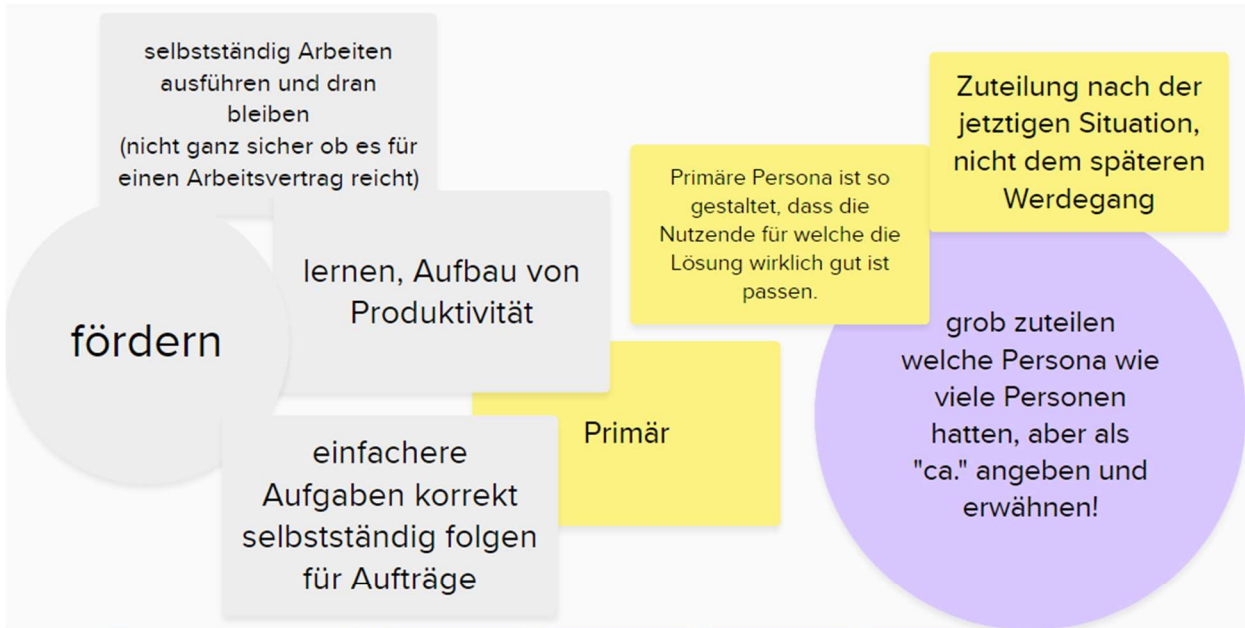 selbstständig Arbeiten
ausführen und dran
bleiben
(nicht ganz sicher ob es für
einen Arbeitsvertrag reicht)
lernen, Aufbau von
Produktivität
fördern
einfachere
Aufgaben korrekt
selbstständig folgen
für Aufträge
Primär
Primäre Persona ist so
gestaltet, dass die
Nutzende für welche die
Lösung wirklich gut ist
passen.
Zuteilung nach der
jetztigen Situation,
nicht dem späteren
Werdegang
grob zuteilen
welche Persona wie
viele Personen
hatten, aber als
"ca." angeben und
erwähnen!